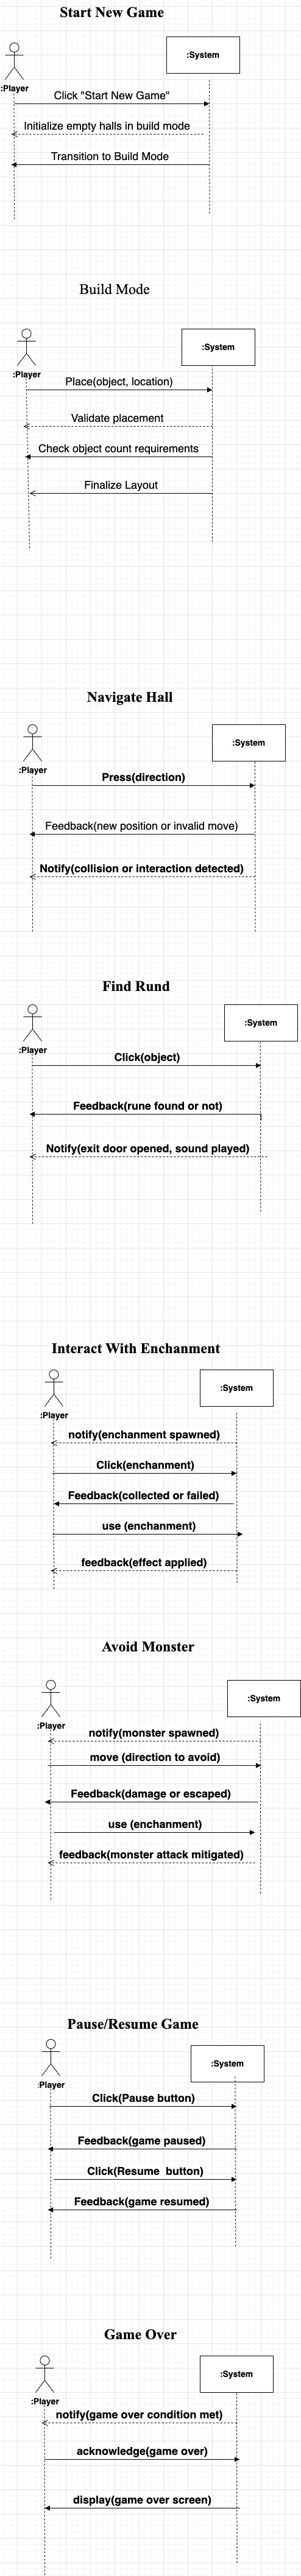 Start New Game
:System
:Player
Click "Start New Game"
Initialize empty halls in build mode
Transition to Build Mode
Build Mode
:System
:Player
Place(object, location)
Validate placement
Check object count requirements
Finalize Layout
Navigate Hall
:System
:Player
Press(direction)
Feedback(new position or invalid move)
Notify(collision or interaction detected)
Find Rund
:System
:Player
Click(object)
Feedback(rune found or not)
Notify(exit door opened, sound played)
Interact With Enchanment
:System
:Player
notify(enchanment spawned)
Click(enchanment)
Feedback(collected or failed)
use (enchanment)
feedback(effect applied)
Avoid Monster
:System
:Player
notify(monster spawned)
move (direction to avoid)
Feedback(damage or escaped)
use (enchanment)
feedback(monster attack mitigated)
Pause/Resume Game
:System
:Player
Click(Pause button)
Feedback(game paused)
Click(Resume  button)
Feedback(game resumed)
Game Over
:System
:Player
notify(game over condition met)
acknowledge(game over)
display(game over screen)